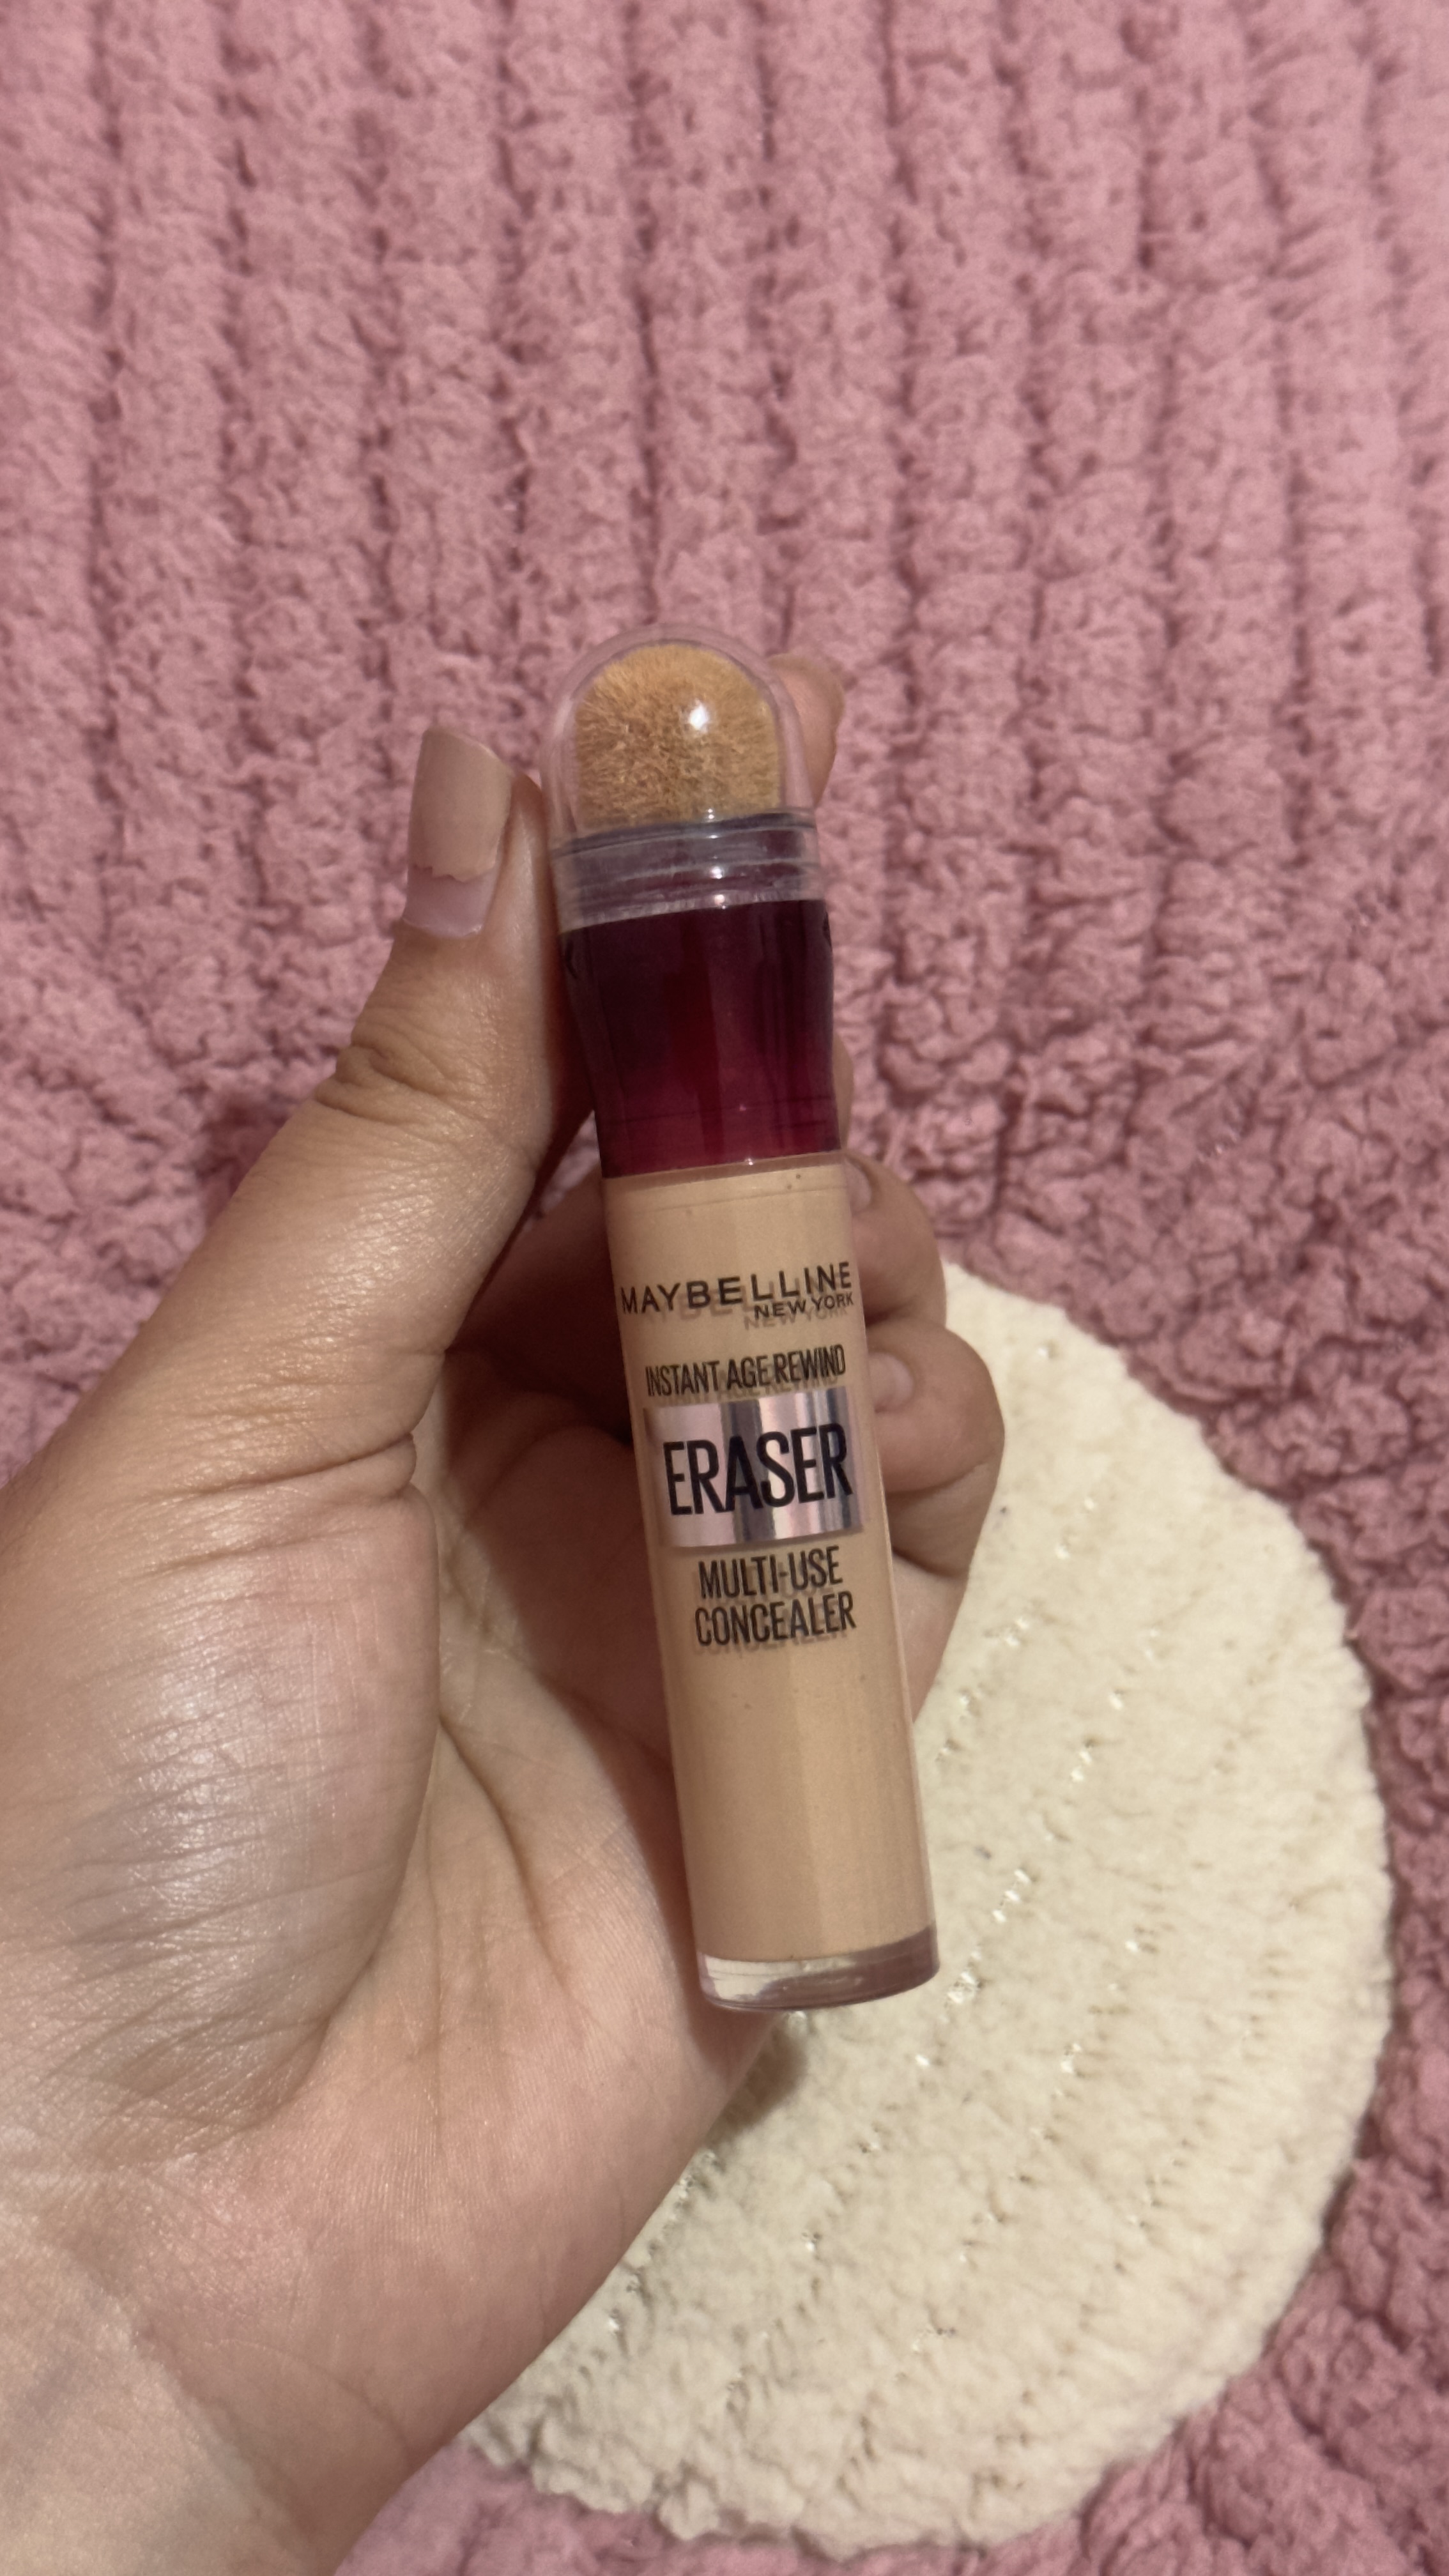 MAYBELLINE
NEW YORK
INSTANT AGE REWIND
ERASER
MULTI-USE
CONCEALER